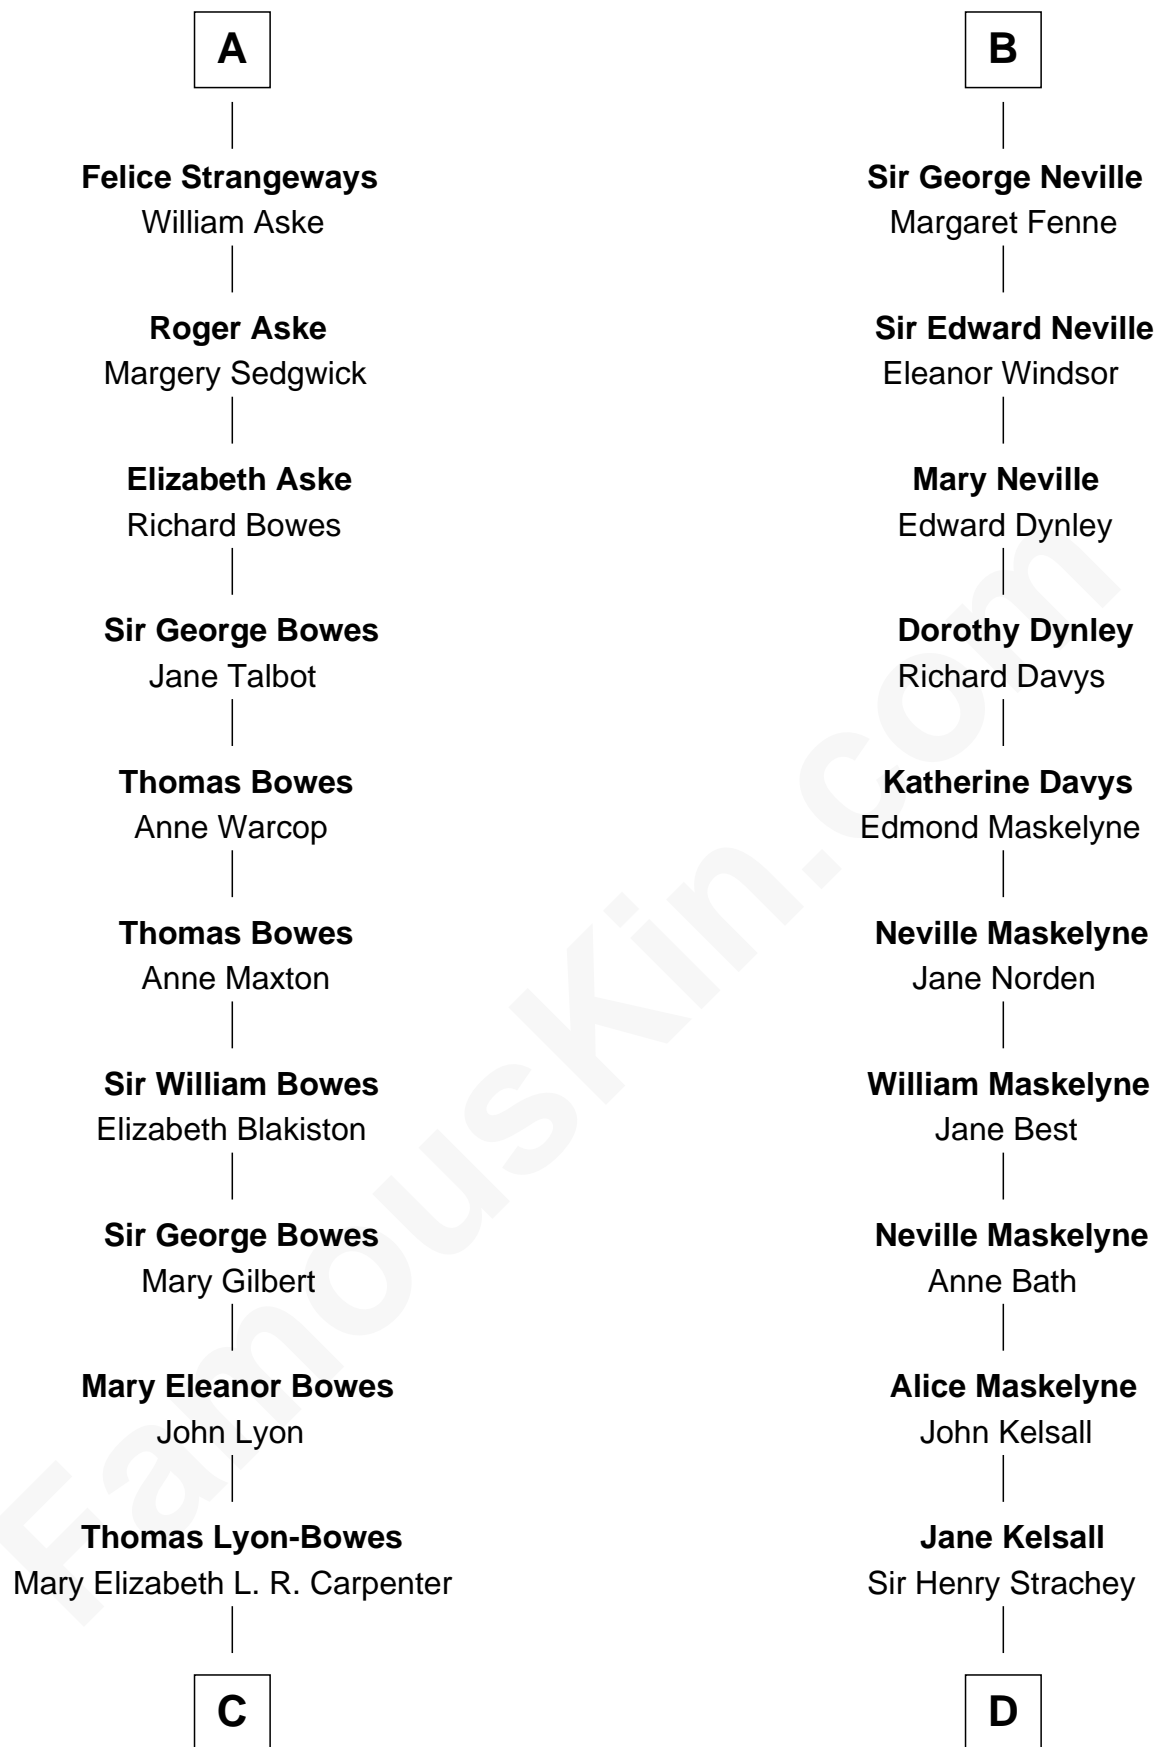 A
Felice Strangeways
William Aske
Roger Aske
Margery Sedgwick
Elizabeth Aske
Richard Bowes
Sir George Bowes
Jane Talbot
Thomas Bowes
Anne Warcop
Thomas Bowes
Anne Maxton
Sir William Bowes
Elizabeth Blakiston
Sir George Bowes
Mary Gilbert
Mary Eleanor Bowes
John Lyon
Thomas Lyon-Bowes
Mary Elizabeth L. R. Carpenter
C
B
Sir George Neville
Margaret Fenne
Sir Edward Neville
Eleanor Windsor
Mary Neville
Edward Dynley
Dorothy Dynley
Richard Davys
Katherine Davys
Edmond Maskelyne
Neville Maskelyne
Jane Norden
William Maskelyne
Jane Best
Neville Maskelyne
Anne Bath
Alice Maskelyne
John Kelsall
Jane Kelsall
Sir Henry Strachey
D
FamousKin.com